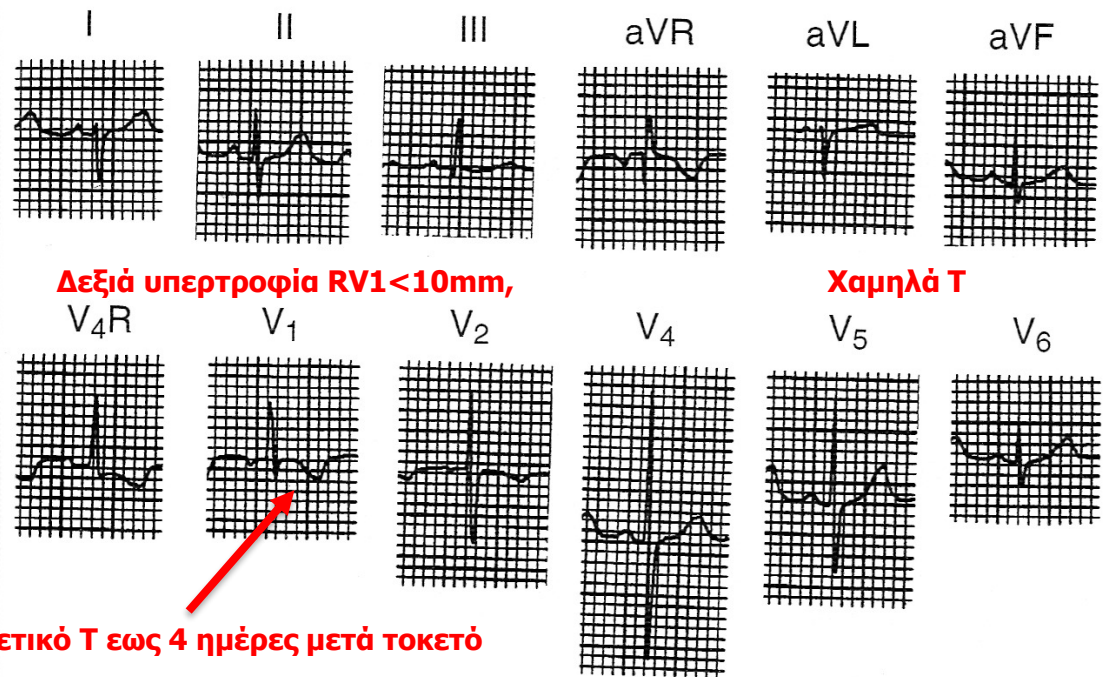 I II III aVR aVL aVF
Δεξιά υπερτροφία RV1<10mm, Χαμηλά Τ
V4R V1 V2 V4 V5 V6
ετικό Τ εως 4 ημέρες μετά τοκετό